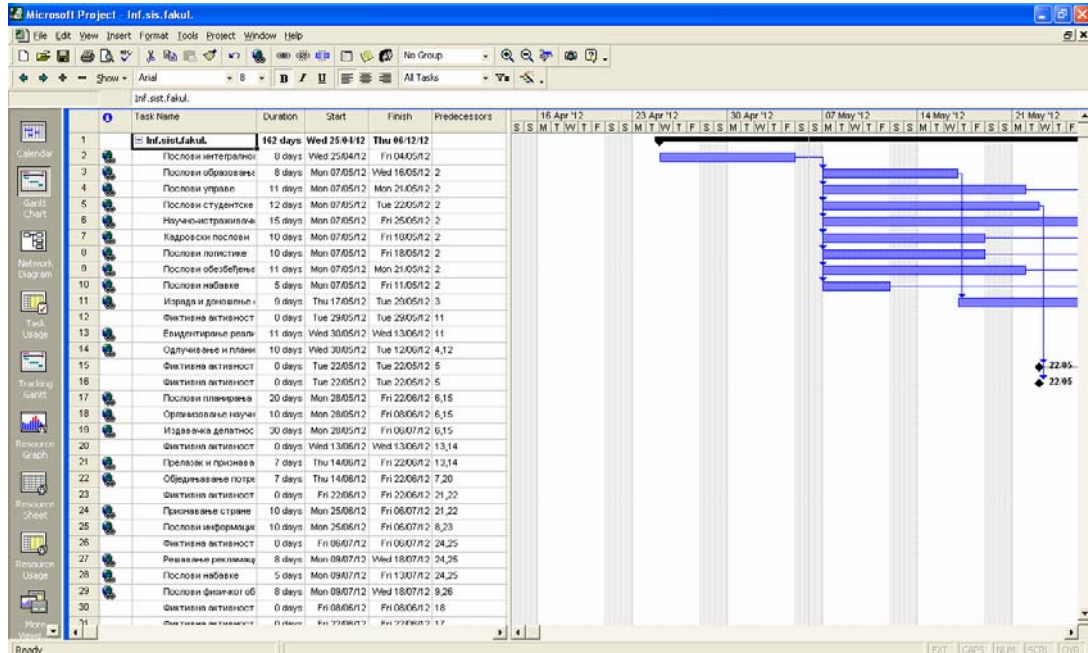 Microsoft Project - Inf.sis.fakul.
File Edit View Insert Format Tools Project Window Help
No Group
Show Arial 8 B I U All Tasks
Inf.sist.fakul.
Task Name Duration Start Finish Predecessors
16 Apr '12 23 Apr '12 30 Apr '12 07 May '12 14 May '12 21 May '12
S S M T W T F S S M T W T F S S M T W T F S S M T W T F S S M T W T F S S M T W T F
1 Inf.sist.fakul. 162 days Wed 25/04/12 Thu 06/12/12
2 Послови 8 days Wed 25/04/12 Fri 04/05/12
3 Послови 8 days Mon 07/05/12 Wed 16/05/12 2
4 Послови управе 11 days Mon 07/05/12 Mon 21/05/12 2
5 Послови студентске 12 days Mon 07/05/12 Tue 22/05/12 2
6 15 days Mon 07/05/12 Fri 25/05/12 2
7 Кадровски послови 10 days Mon 07/05/12 Fri 18/05/12 2
8 Послови логистике 10 days Mon 07/05/12 Fri 18/05/12 2
9 Послови 11 days Mon 07/05/12 Mon 21/05/12 2
10 Послови набавке 5 days Mon 07/05/12 Fri 11/05/12 2
11 Израда и доношење 9 days Thu 17/05/12 Tue 29/05/12 3
12 Фиктивна активност 0 days Tue 29/05/12 Tue 29/05/12 11
13 Евидентирање 11 days Wed 30/05/12 Wed 13/06/12 11
14 Одлучивање и 10 days Wed 30/05/12 Tue 12/06/12 4,12
15 Фиктивна активност 0 days Tue 22/05/12 Tue 22/05/12 5
22.05
16 Фиктивна активност 0 days Tue 22/05/12 Tue 22/05/12 5
22.05
17 Послови планирања 20 days Mon 28/05/12 Fri 22/06/12 6,15
18 Организовање 10 days Mon 28/05/12 Fri 08/06/12 6,15
19 Издавачка делатнос 30 days Mon 28/05/12 Fri 06/07/12 6,15
20 Фиктивна активност 0 days Wed 13/06/12 Wed 13/06/12 13,14
21 Прелазак и 7 days Thu 14/06/12 Fri 22/06/12 13,14
22 Обједињавање 7 days Thu 14/06/12 Fri 22/06/12 7,20
23 Фиктивна активност 0 days Fri 22/06/12 Fri 22/06/12 21,22
24 Признавање стране 10 days Mon 25/06/12 Fri 06/07/12 21,22
25 Послови 10 days Mon 25/06/12 Fri 06/07/12 8,23
26 Фиктивна активност 0 days Fri 06/07/12 Fri 06/07/12 24,25
27 Решавање 8 days Mon 09/07/12 Wed 18/07/12 24,25
28 Послови набавке 5 days Mon 09/07/12 Fri 13/07/12 24,25
29 Послови физичког об 8 days Mon 09/07/12 Wed 18/07/12 9,26
30 Фиктивна активност 0 days Fri 08/06/12 Fri 08/06/12 18
31 Фиктивна активност 0 days Fri 22/06/12 Fri 22/06/12 17
Calendar
Gantt Chart
Network Diagram
Task Usage
Tracking Gantt
Resource Graph
Resource Sheet
Resource Usage
More Views
Ready
EXT CAPS NUM SCRL OVR